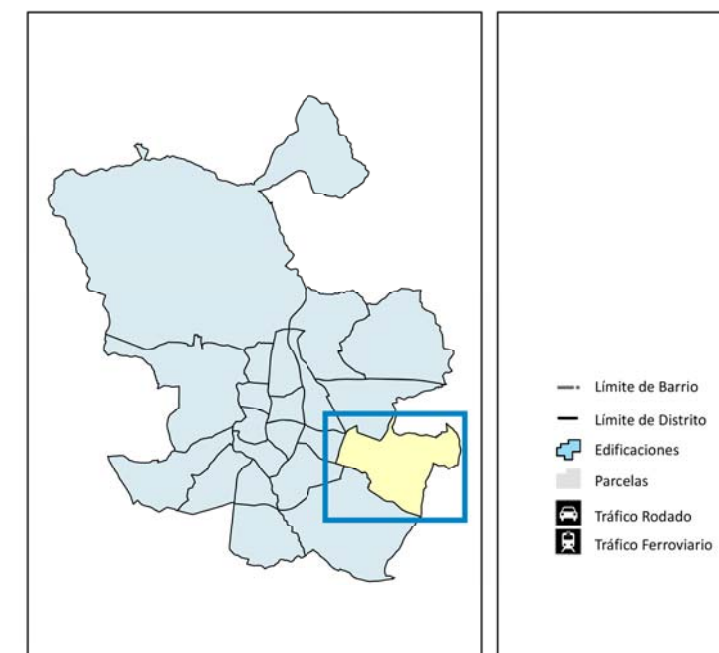 Límite de Barrio
Límite de Distrito
Edificaciones
Parcelas
Tráfico Rodado
Tráfico Ferroviario